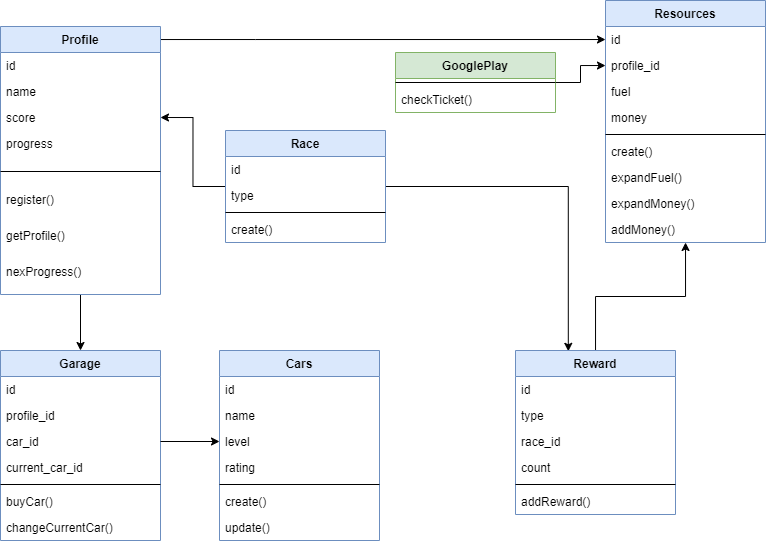 Profile
id
name
score
progress
register()
getProfile()
nexProgress()
Resources
id
profile_id
fuel
money
create()
expandFuel()
expandMoney()
addMoney()
GooglePlay
checkTicket()
Race
id
type
create()
Garage
id
profile_id
car_id
current_car_id
buyCar()
changeCurrentCar()
Cars
id
name
level
rating
create()
update()
Reward
id
type
race_id
count
addReward()